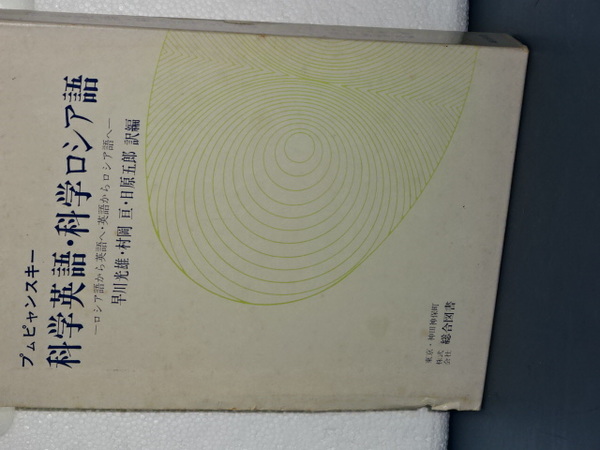 プムピャンスキー
科学英語・科学ロシア語
―ロシア語から英語へ・英語からロシア語へ―
早川光雄・村岡 亘・日原五郎 訳編
東京・神田神保町
株式会社 総合図書